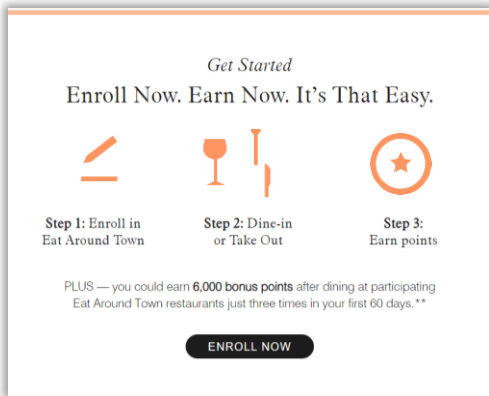 Get Started
Enroll Now. Earn Now. It's That Easy.
Step 1: Enroll in
Eat Around Town
Step 2: Dine-in
or Take Out
Step 3:
Earn points
PLUS — you could earn 6,000 bonus points after dining at participating
Eat Around Town restaurants just three times in your first 60 days.**
ENROLL NOW